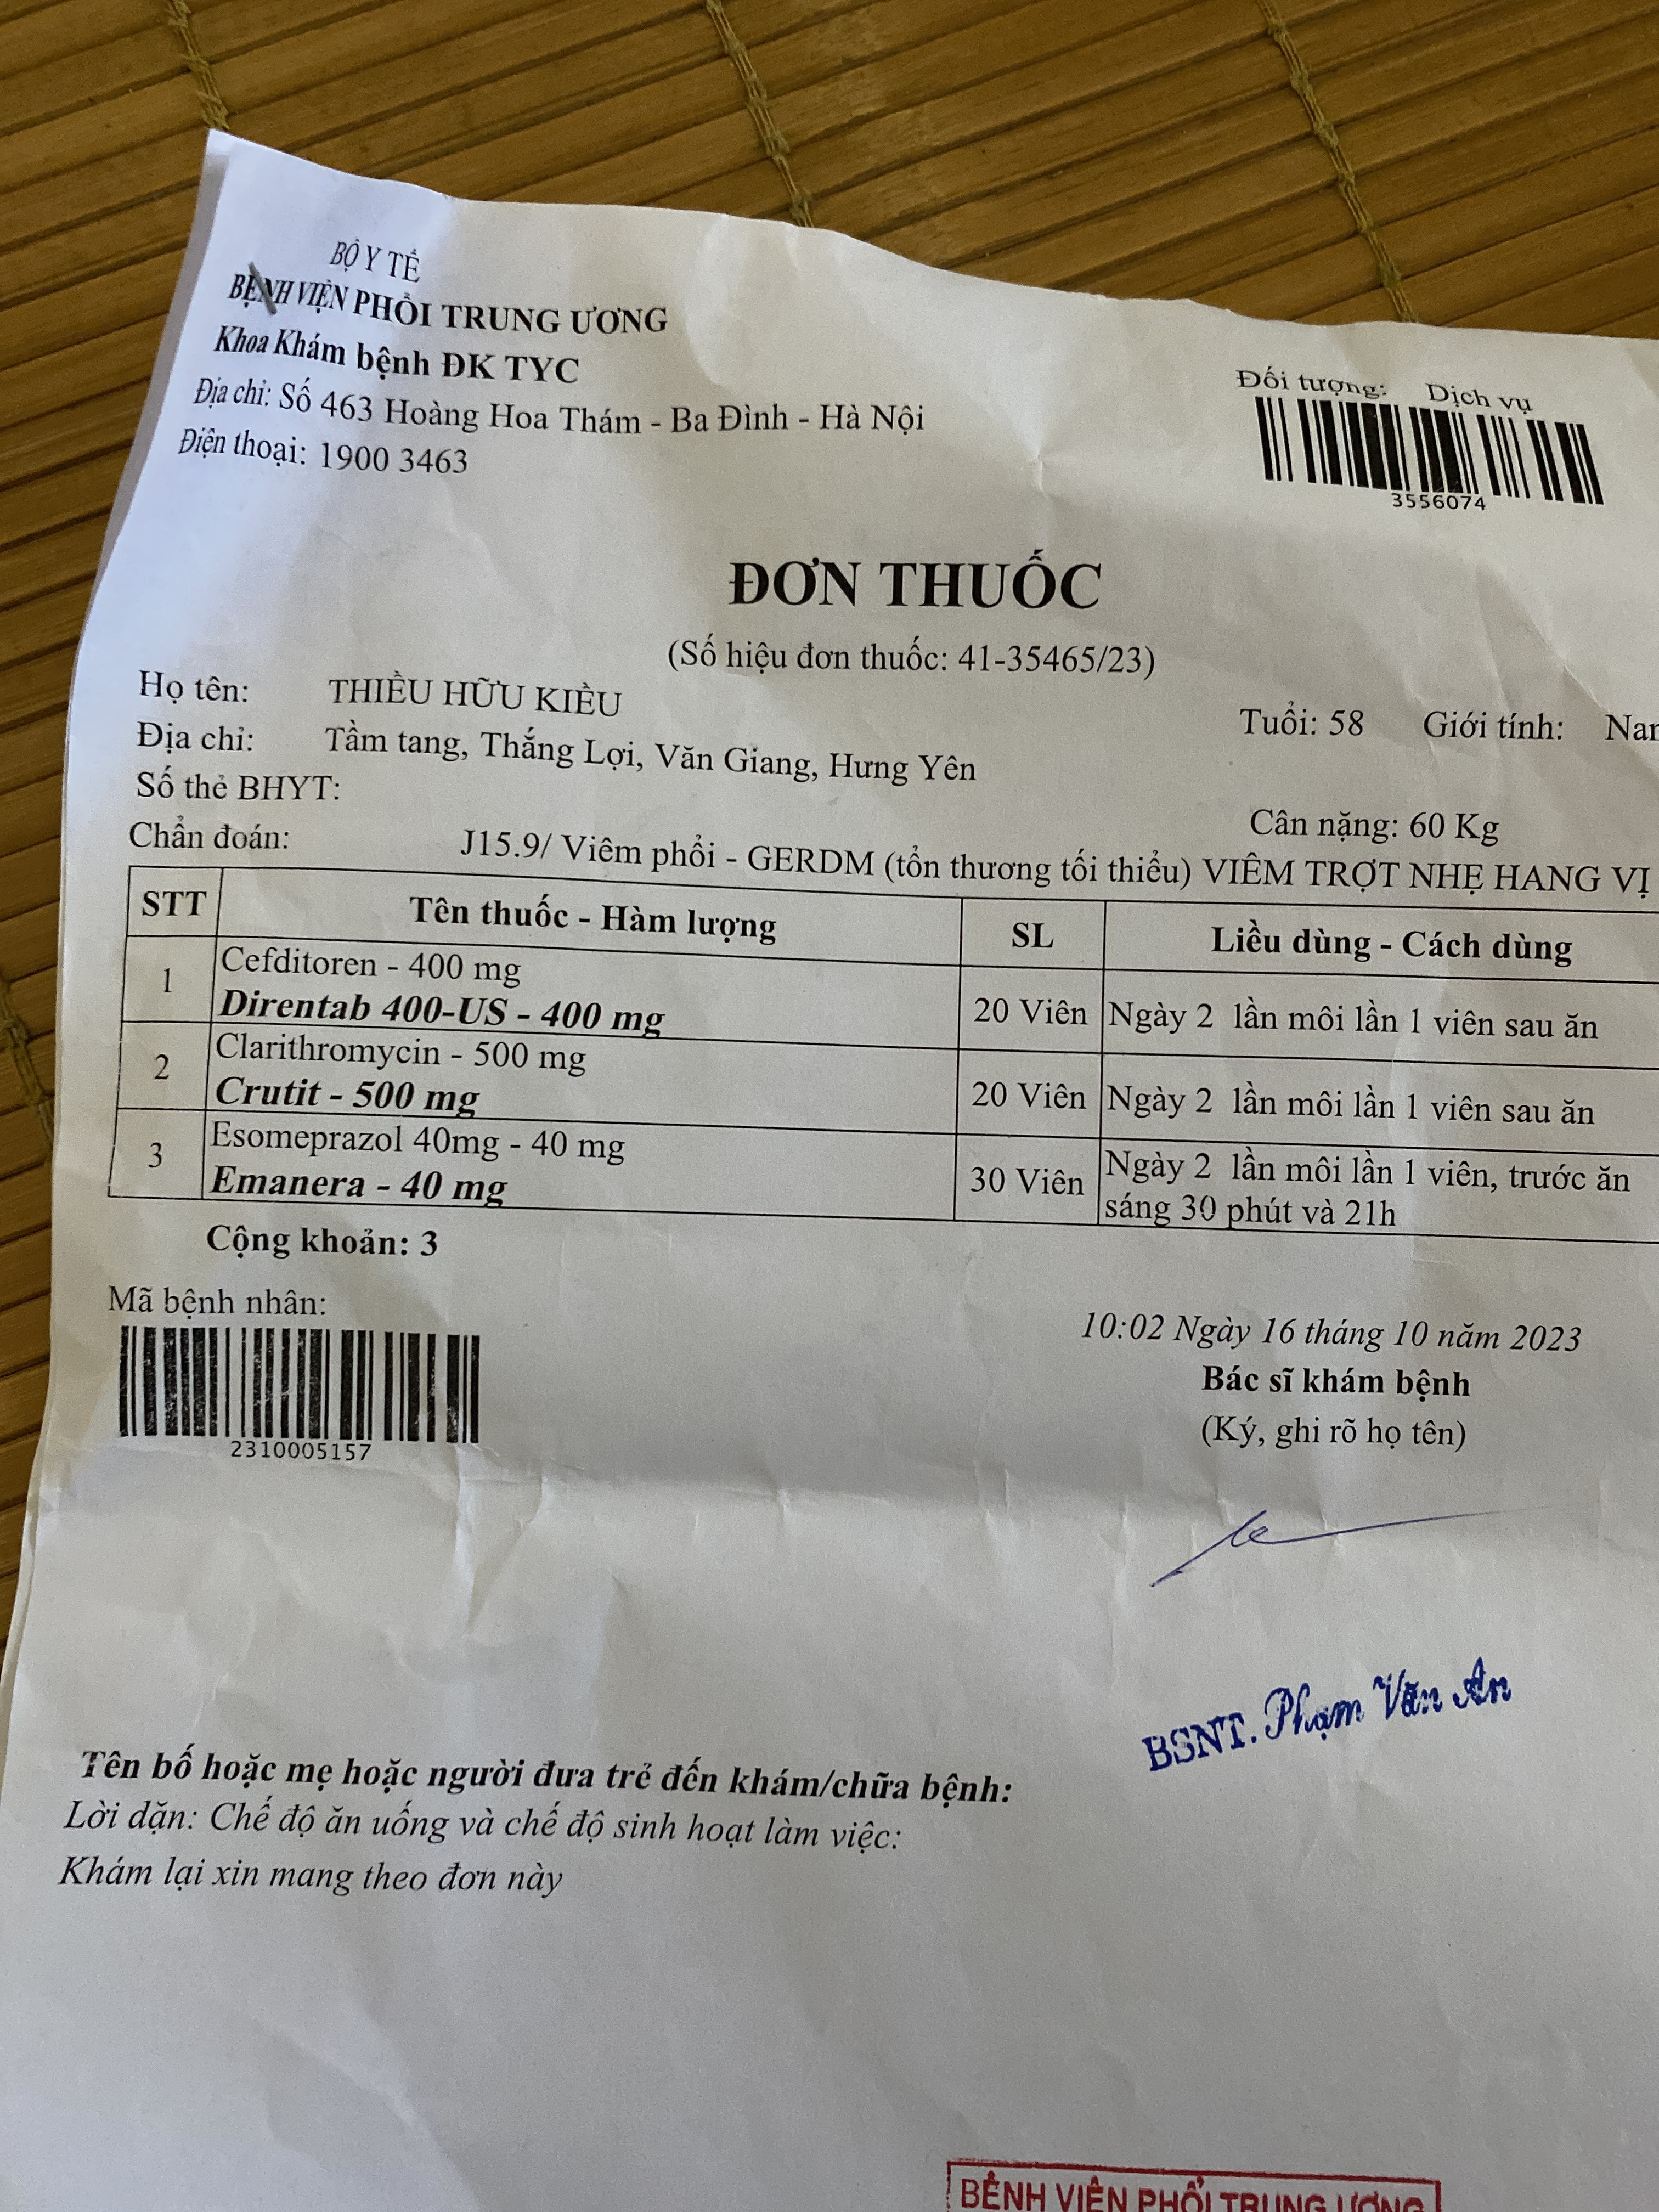 BỘ Y TẾ
BỆNH VIỆN PHỔI TRUNG ƯƠNG
Khoa Khám bệnh ĐK TYC
Địa chỉ: Số 463 Hoàng Hoa Thám - Ba Đình - Hà Nội
Điện thoại: 1900 3463
Đối tượng: Dịch vụ
3556074
ĐƠN THUỐC
(Số hiệu đơn thuốc: 41-35465/23)
Họ tên: THIỀU HỮU KIỀU
Tuổi: 58 Giới tính:
Địa chỉ: Tầm tang, Thắng Lợi, Văn Giang, Hưng Yên
Số thẻ BHYT:
Cân nặng: 60 Kg
Chẩn đoán: J15.9/ Viêm phổi - GERDM (tổn thương tối thiểu) VIÊM TRỢT NHẸ HANG VỊ
STT Tên thuốc - Hàm lượng SL Liều dùng - Cách dùng
1 Cefditoren - 400 mg
Direntab 400-US - 400 mg 20 Viên Ngày 2 lần môi lần 1 viên sau ăn
2 Clarithromycin - 500 mg
Crutit - 500 mg 20 Viên Ngày 2 lần môi lần 1 viên sau ăn
3 Esomeprazol 40mg - 40 mg
Emanera - 40 mg 30 Viên Ngày 2 lần môi lần 1 viên, trước ăn
sáng 30 phút và 21h
Cộng khoản: 3
Mã bệnh nhân:
2310005157
10:02 Ngày 16 tháng 10 năm 2023
Bác sĩ khám bệnh
(Ký, ghi rõ họ tên)
BSNT. Phạm Văn An
Tên bố hoặc mẹ hoặc người đưa trẻ đến khám/chữa bệnh:
Lời dặn: Chế độ ăn uống và chế độ sinh hoạt làm việc:
Khám lại xin mang theo đơn này
BỆNH VIỆN PHỔI TRUNG ƯƠNG